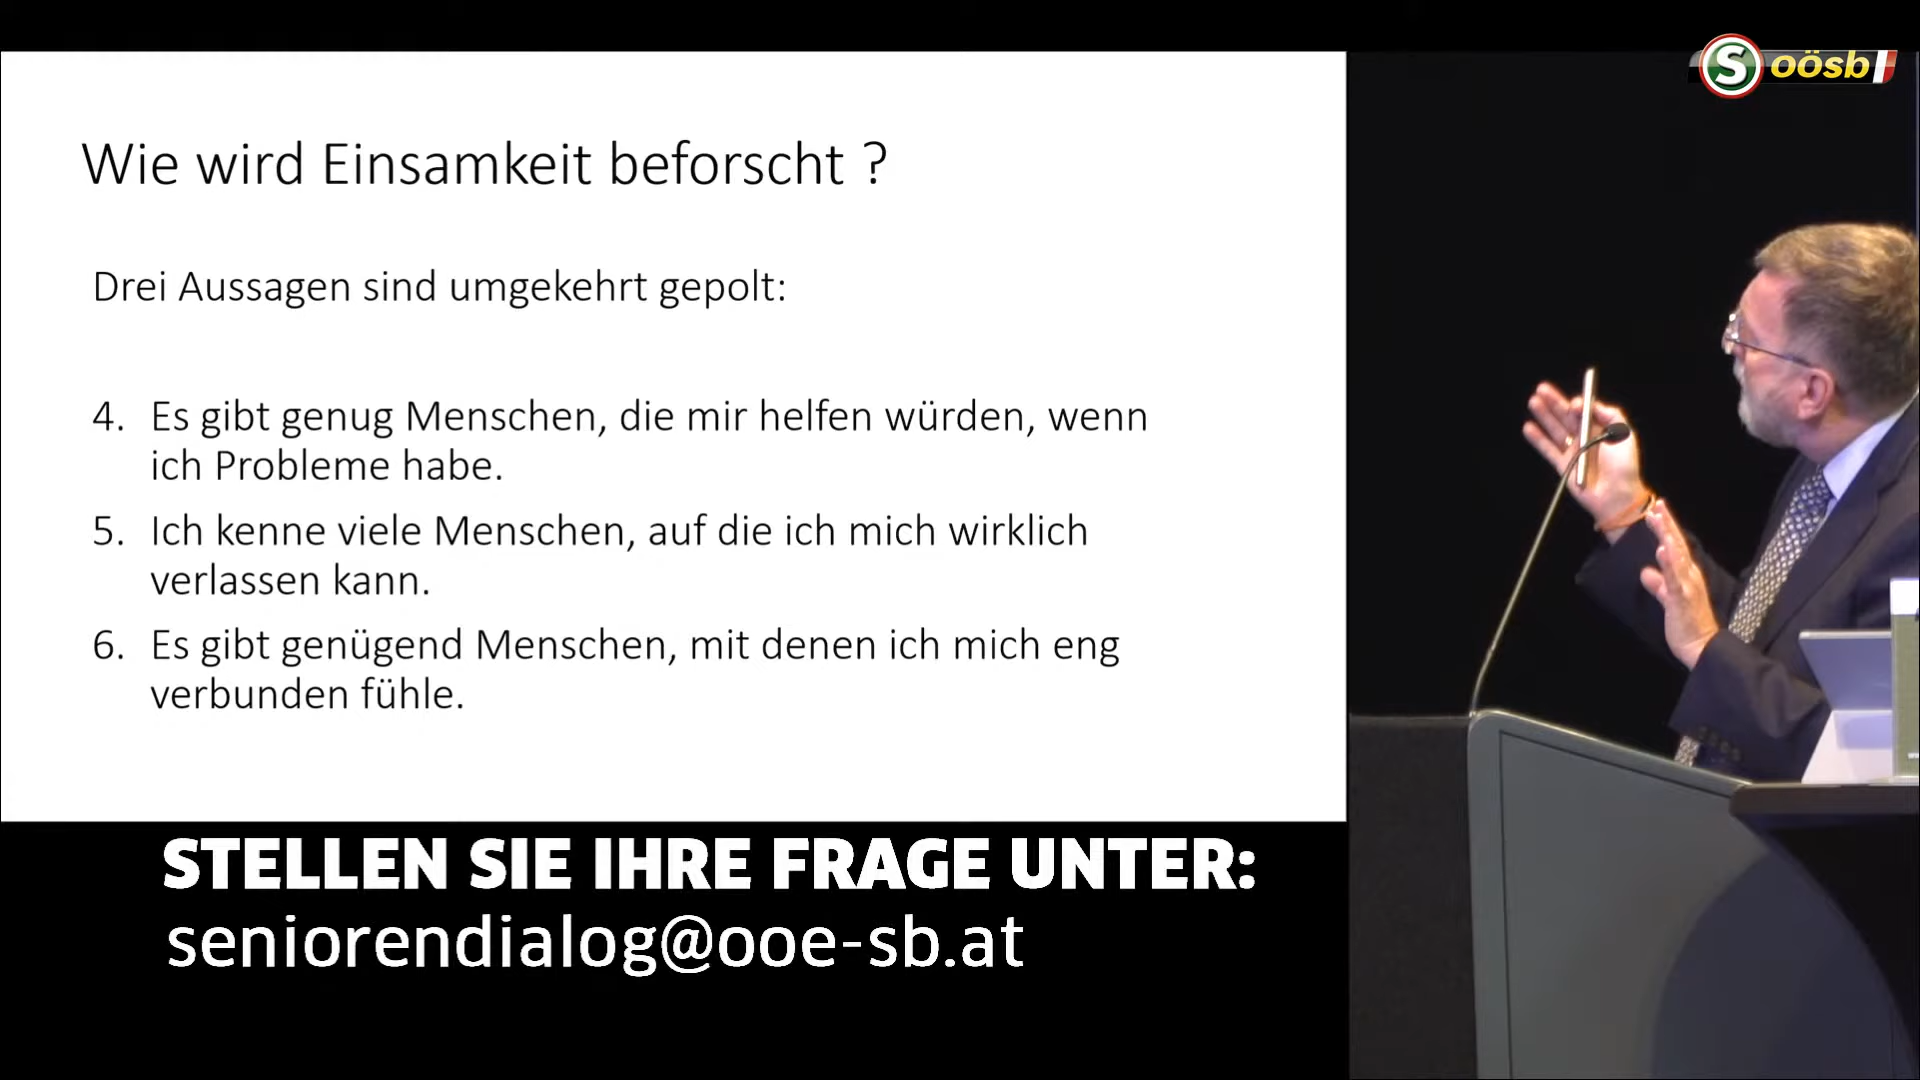 S oösb
Wie wird Einsamkeit beforscht ?
Drei Aussagen sind umgekehrt gepolt:
4. Es gibt genug Menschen, die mir helfen würden, wenn
ich Probleme habe.
5. Ich kenne viele Menschen, auf die ich mich wirklich
verlassen kann.
6. Es gibt genügend Menschen, mit denen ich mich eng
verbunden fühle.
STELLEN SIE IHRE FRAGE UNTER:
seniorendialog@ooe-sb.at